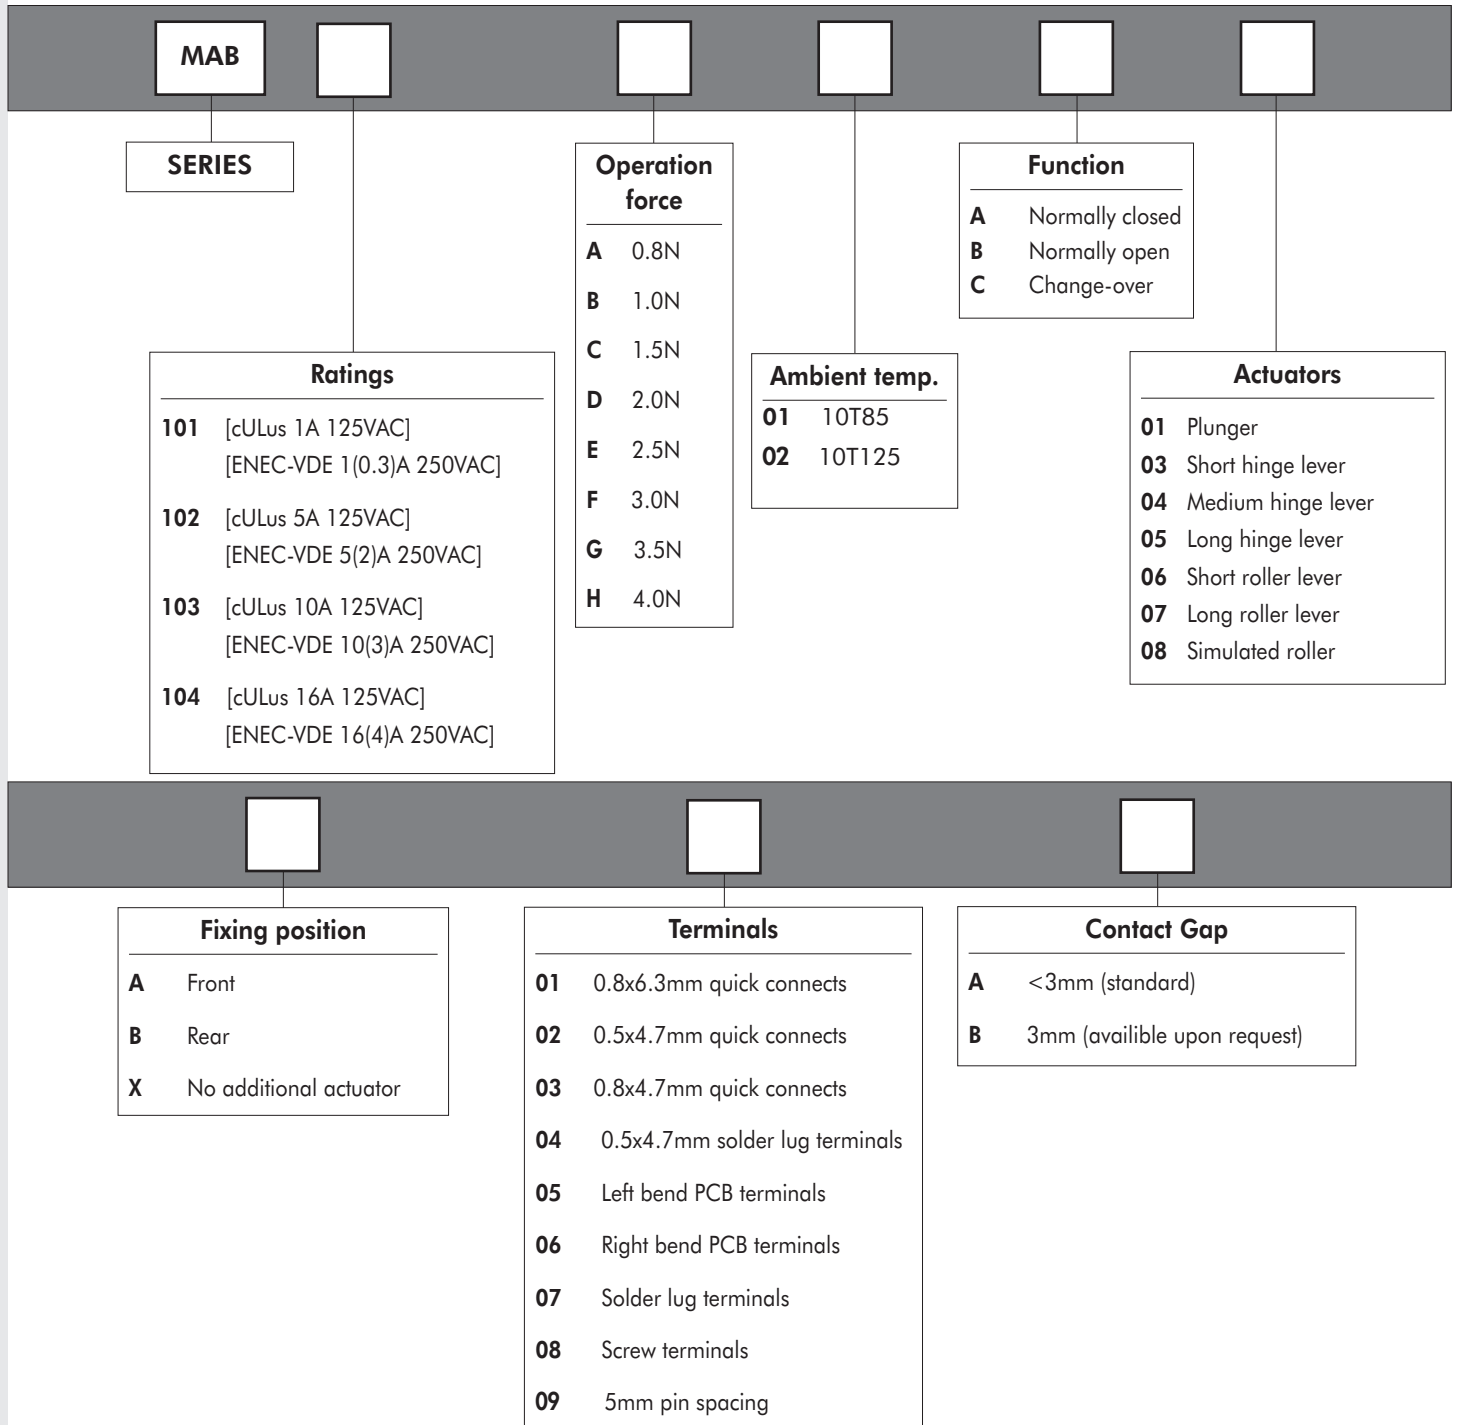 MAB
SERIES
Operation
force
A 0.8N
B 1.0N
C 1.5N
D 2.0N
E 2.5N
F 3.0N
G 3.5N
H 4.0N
Function
A Normally closed
B Normally open
C Change-over
Ratings
101 [cULus 1A 125VAC]
[ENEC-VDE 1(0.3)A 250VAC]
102 [cULus 5A 125VAC]
[ENEC-VDE 5(2)A 250VAC]
103 [cULus 10A 125VAC]
[ENEC-VDE 10(3)A 250VAC]
104 [cULus 16A 125VAC]
[ENEC-VDE 16(4)A 250VAC]
Ambient temp.
01 10T85
02 10T125
Actuators
01 Plunger
03 Short hinge lever
04 Medium hinge lever
05 Long hinge lever
06 Short roller lever
07 Long roller lever
08 Simulated roller
Fixing position
A Front
B Rear
X No additional actuator
Terminals
01 0.8x6.3mm quick connects
02 0.5x4.7mm quick connects
03 0.8x4.7mm quick connects
04 0.5x4.7mm solder lug terminals
05 Left bend PCB terminals
06 Right bend PCB terminals
07 Solder lug terminals
08 Screw terminals
09 5mm pin spacing
Contact Gap
A <3mm (standard)
B 3mm (availible upon request)